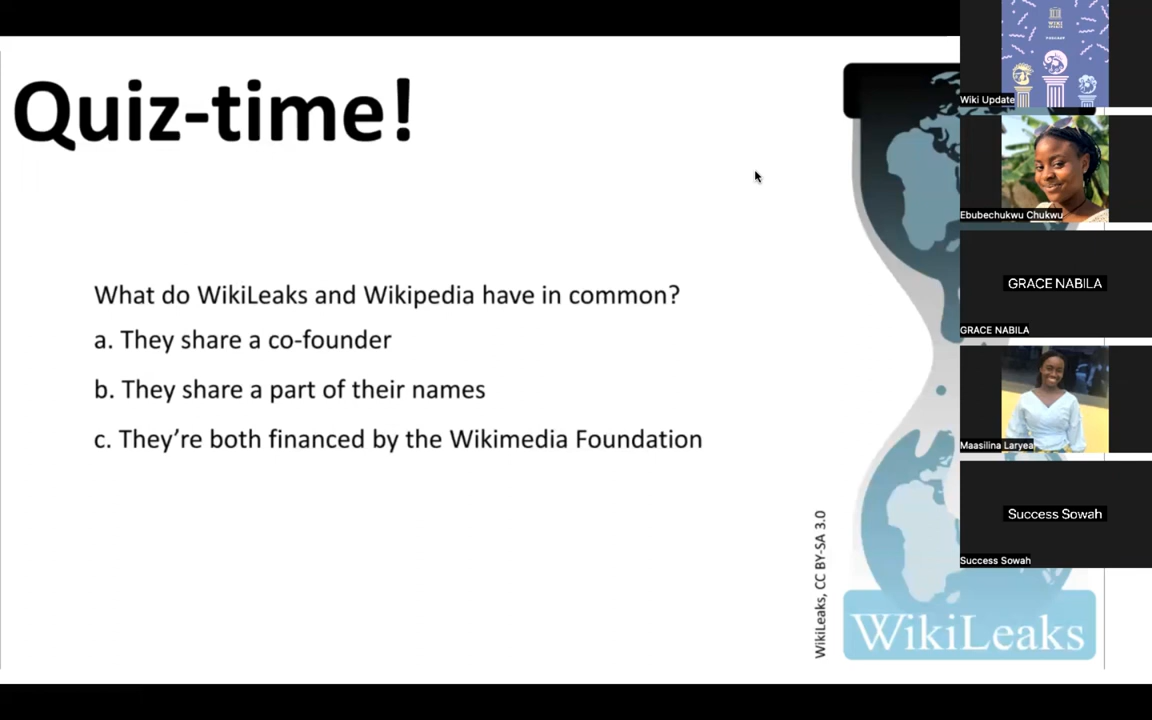 Quiz-time!
What do WikiLeaks and Wikipedia have in common?
a. They share a co-founder
b. They share a part of their names
c. They’re both financed by the Wikimedia Foundation
WikiLeaks, CC BY-SA 3.0
WikiLeaks
WIKI
PODCAST
Wiki Update
Ebubechukwu Chukwu
GRACE NABILA
GRACE NABILA
Maasilina Laryea
Success Sowah
Success Sowah